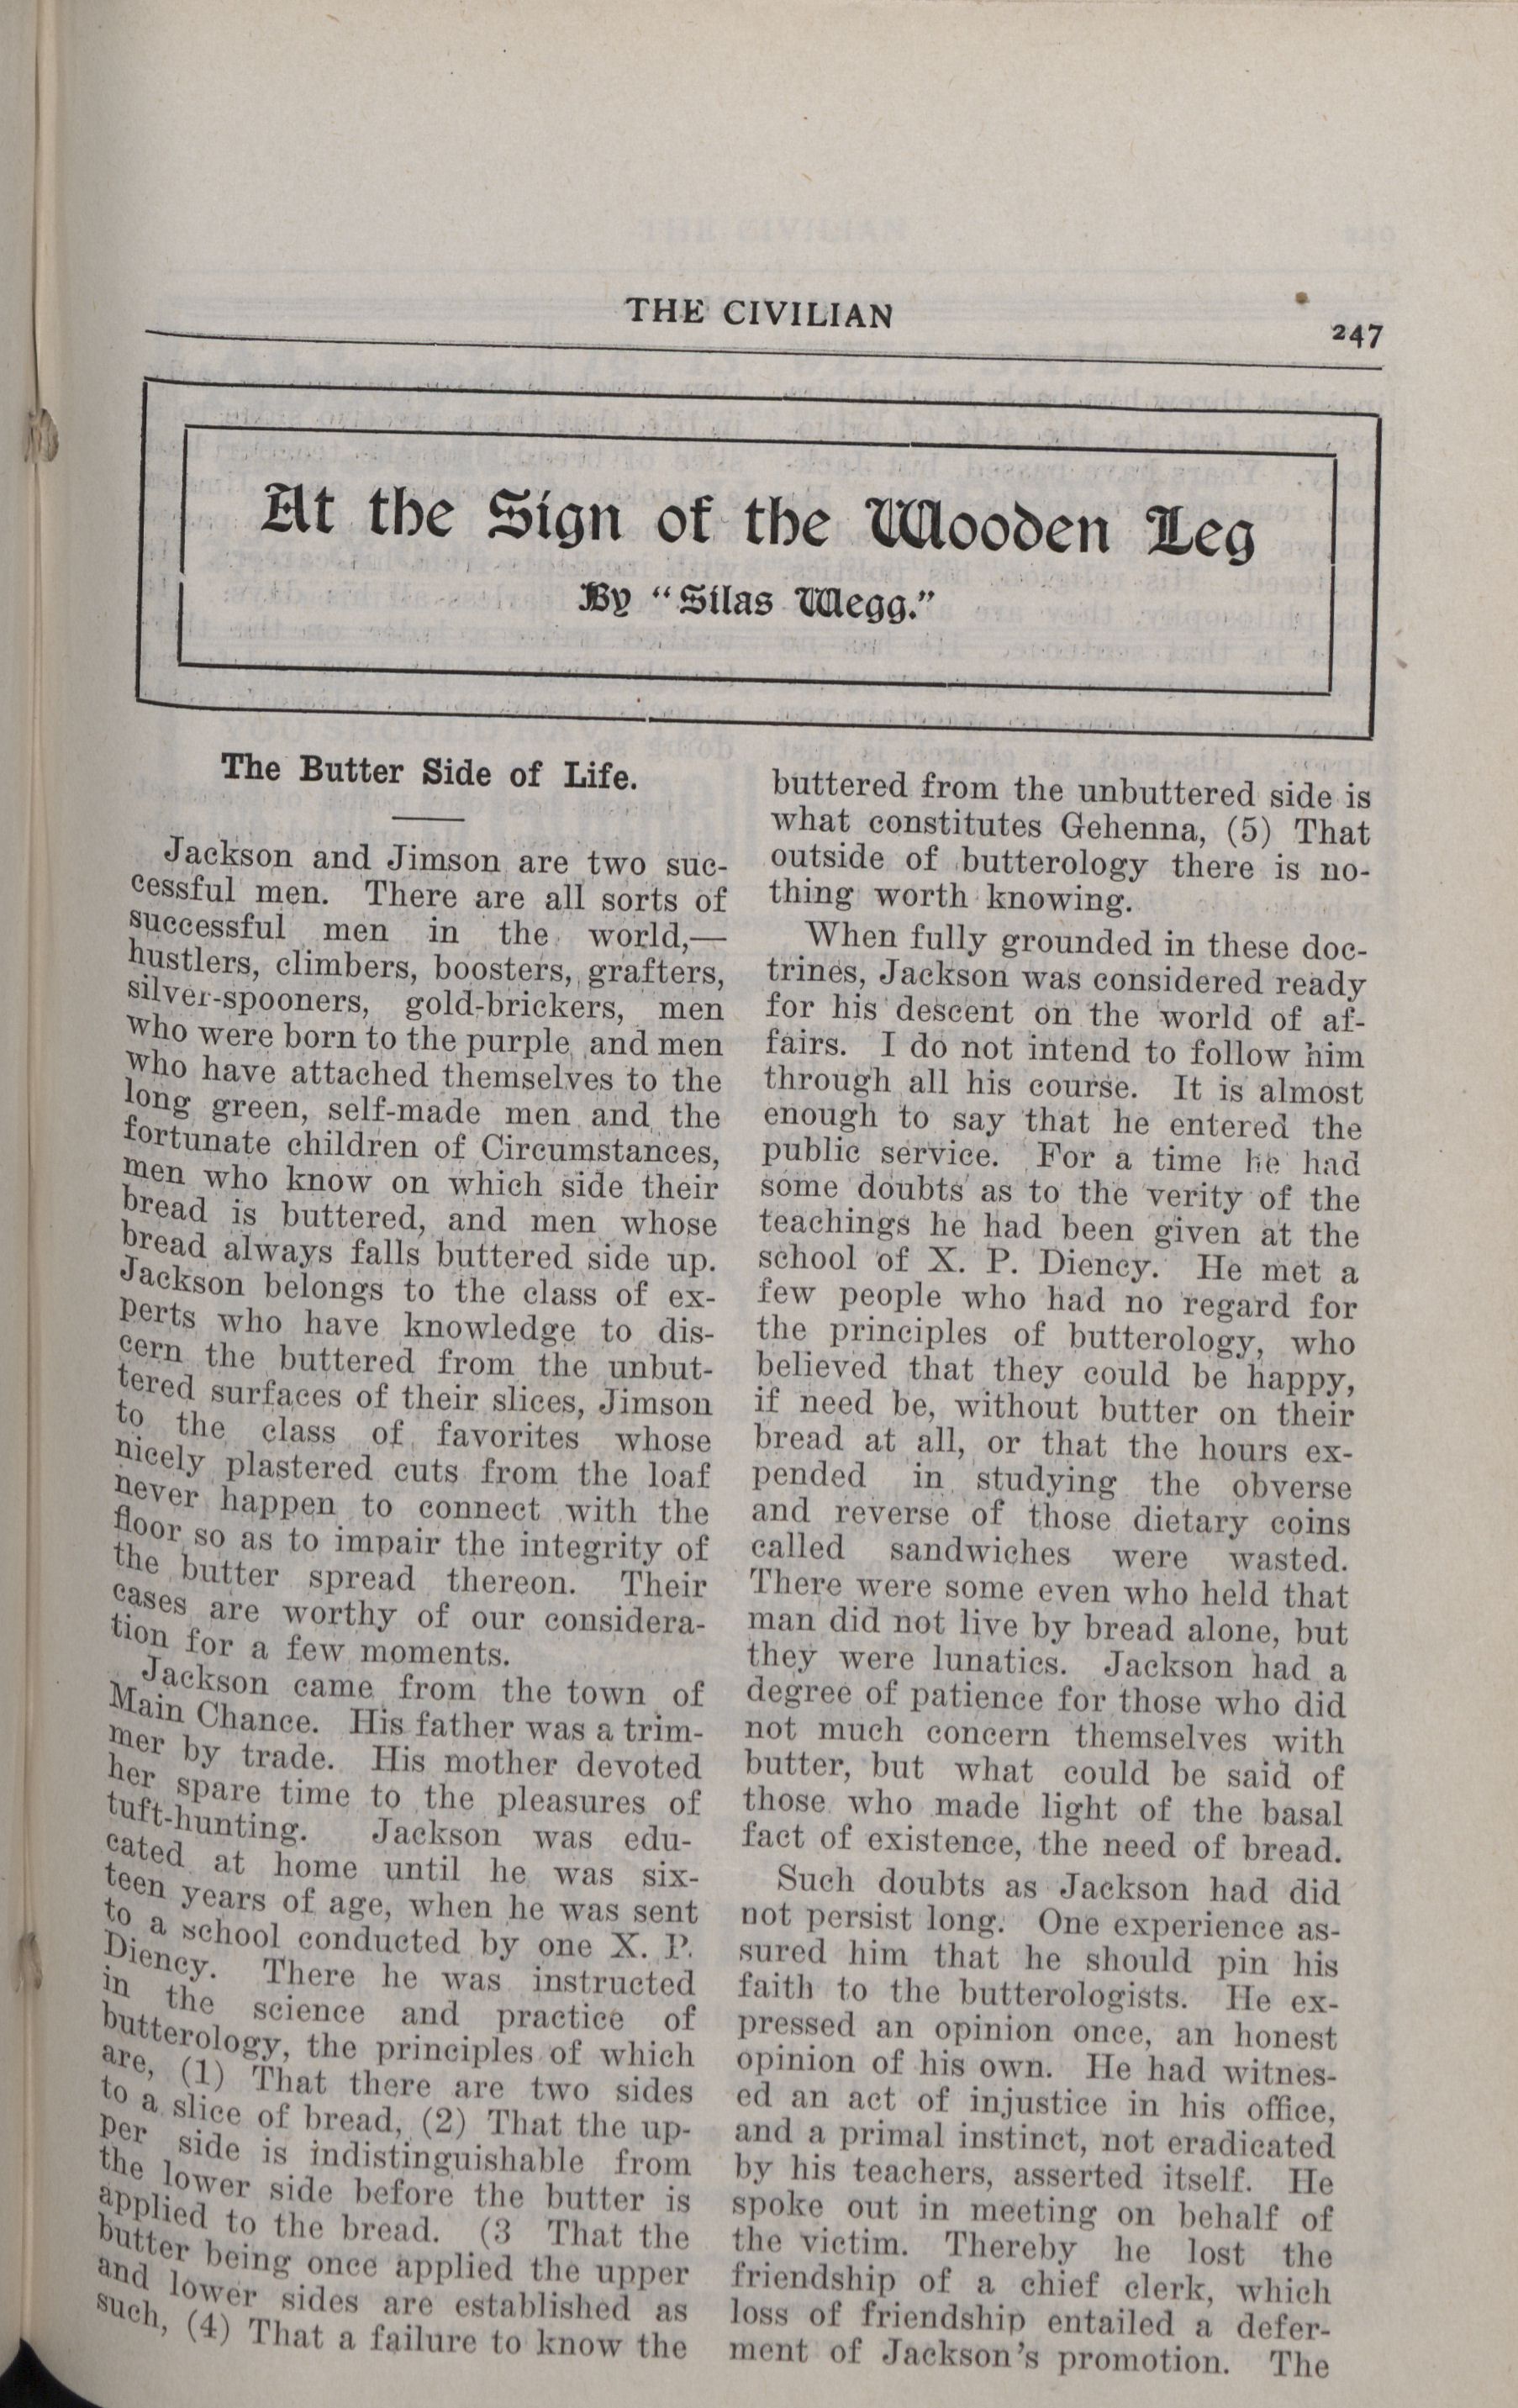 THE CIVILIAN
247
At the Sign of the Wooden Leg
By "Silas Wegg."
The Butter Side of Life.
Jackson and Jimson are two suc-
cessful men. There are all sorts of
successful men in the world,—
hustlers, climbers, boosters, grafters,
silver-spooners, gold-brickers, men
who were born to the purple and men
who have attached themselves to the
long green, self-made men and the
fortunate children of Circumstances,
men who know on which side their
bread is buttered, and men whose
bread always falls buttered side up.
Jackson belongs to the class of ex-
perts who have knowledge to dis-
cern the buttered from the unbut-
tered surfaces of their slices, Jimson
to the class of favorites whose
nicely plastered cuts from the loaf
never happen to connect with the
floor so as to impair the integrity of
the butter spread thereon. Their
cases are worthy of our considera-
tion for a few moments.
Jackson came from the town of
Main Chance. His father was a trim-
mer by trade. His mother devoted
her spare time to the pleasures of
tuft-hunting. Jackson was edu-
cated at home until he was six-
teen years of age, when he was sent
to a school conducted by one X. P.
Diency. There he was instructed
in the science and practice of
butterology, the principles of which
are, (1) That there are two sides
to a slice of bread, (2) That the up-
per side is indistinguishable from
the lower side before the butter is
applied to the bread. (3 That the
butter being once applied the upper
and lower sides are established as
such, (4) That a failure to know the
buttered from the unbuttered side is
what constitutes Gehenna, (5) That
outside of butterology there is no-
thing worth knowing.
When fully grounded in these doc-
trines, Jackson was considered ready
for his descent on the world of af-
fairs. I do not intend to follow him
through all his course. It is almost
enough to say that he entered the
public service. For a time he had
some doubts as to the verity of the
teachings he had been given at the
school of X. P. Diency. He met a
few people who had no regard for
the principles of butterology, who
believed that they could be happy,
if need be, without butter on their
bread at all, or that the hours ex-
pended in studying the obverse
and reverse of those dietary coins
called sandwiches were wasted.
There were some even who held that
man did not live by bread alone, but
they were lunatics. Jackson had a
degree of patience for those who did
not much concern themselves with
butter, but what could be said of
those who made light of the basal
fact of existence, the need of bread.
Such doubts as Jackson had did
not persist long. One experience as-
sured him that he should pin his
faith to the butterologists. He ex-
pressed an opinion once, an honest
opinion of his own. He had witnes-
ed an act of injustice in his office,
and a primal instinct, not eradicated
by his teachers, asserted itself. He
spoke out in meeting on behalf of
the victim. Thereby he lost the
friendship of a chief clerk, which
loss of friendship entailed a defer-
ment of Jackson's promotion. The